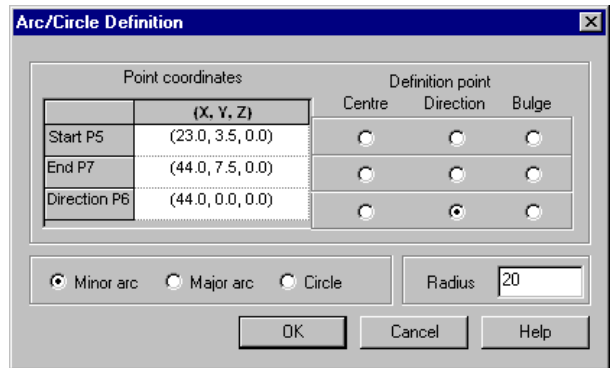 Arc/Circle Definition
Point coordinates
Definition point
(X, Y, Z)
Centre Direction Bulge
Start P5 (23.0, 3.5, 0.0)
End P7 (44.0, 7.5, 0.0)
Direction P6 (44.0, 0.0, 0.0)
Minor arc Major arc Circle
Radius 20
OK Cancel Help